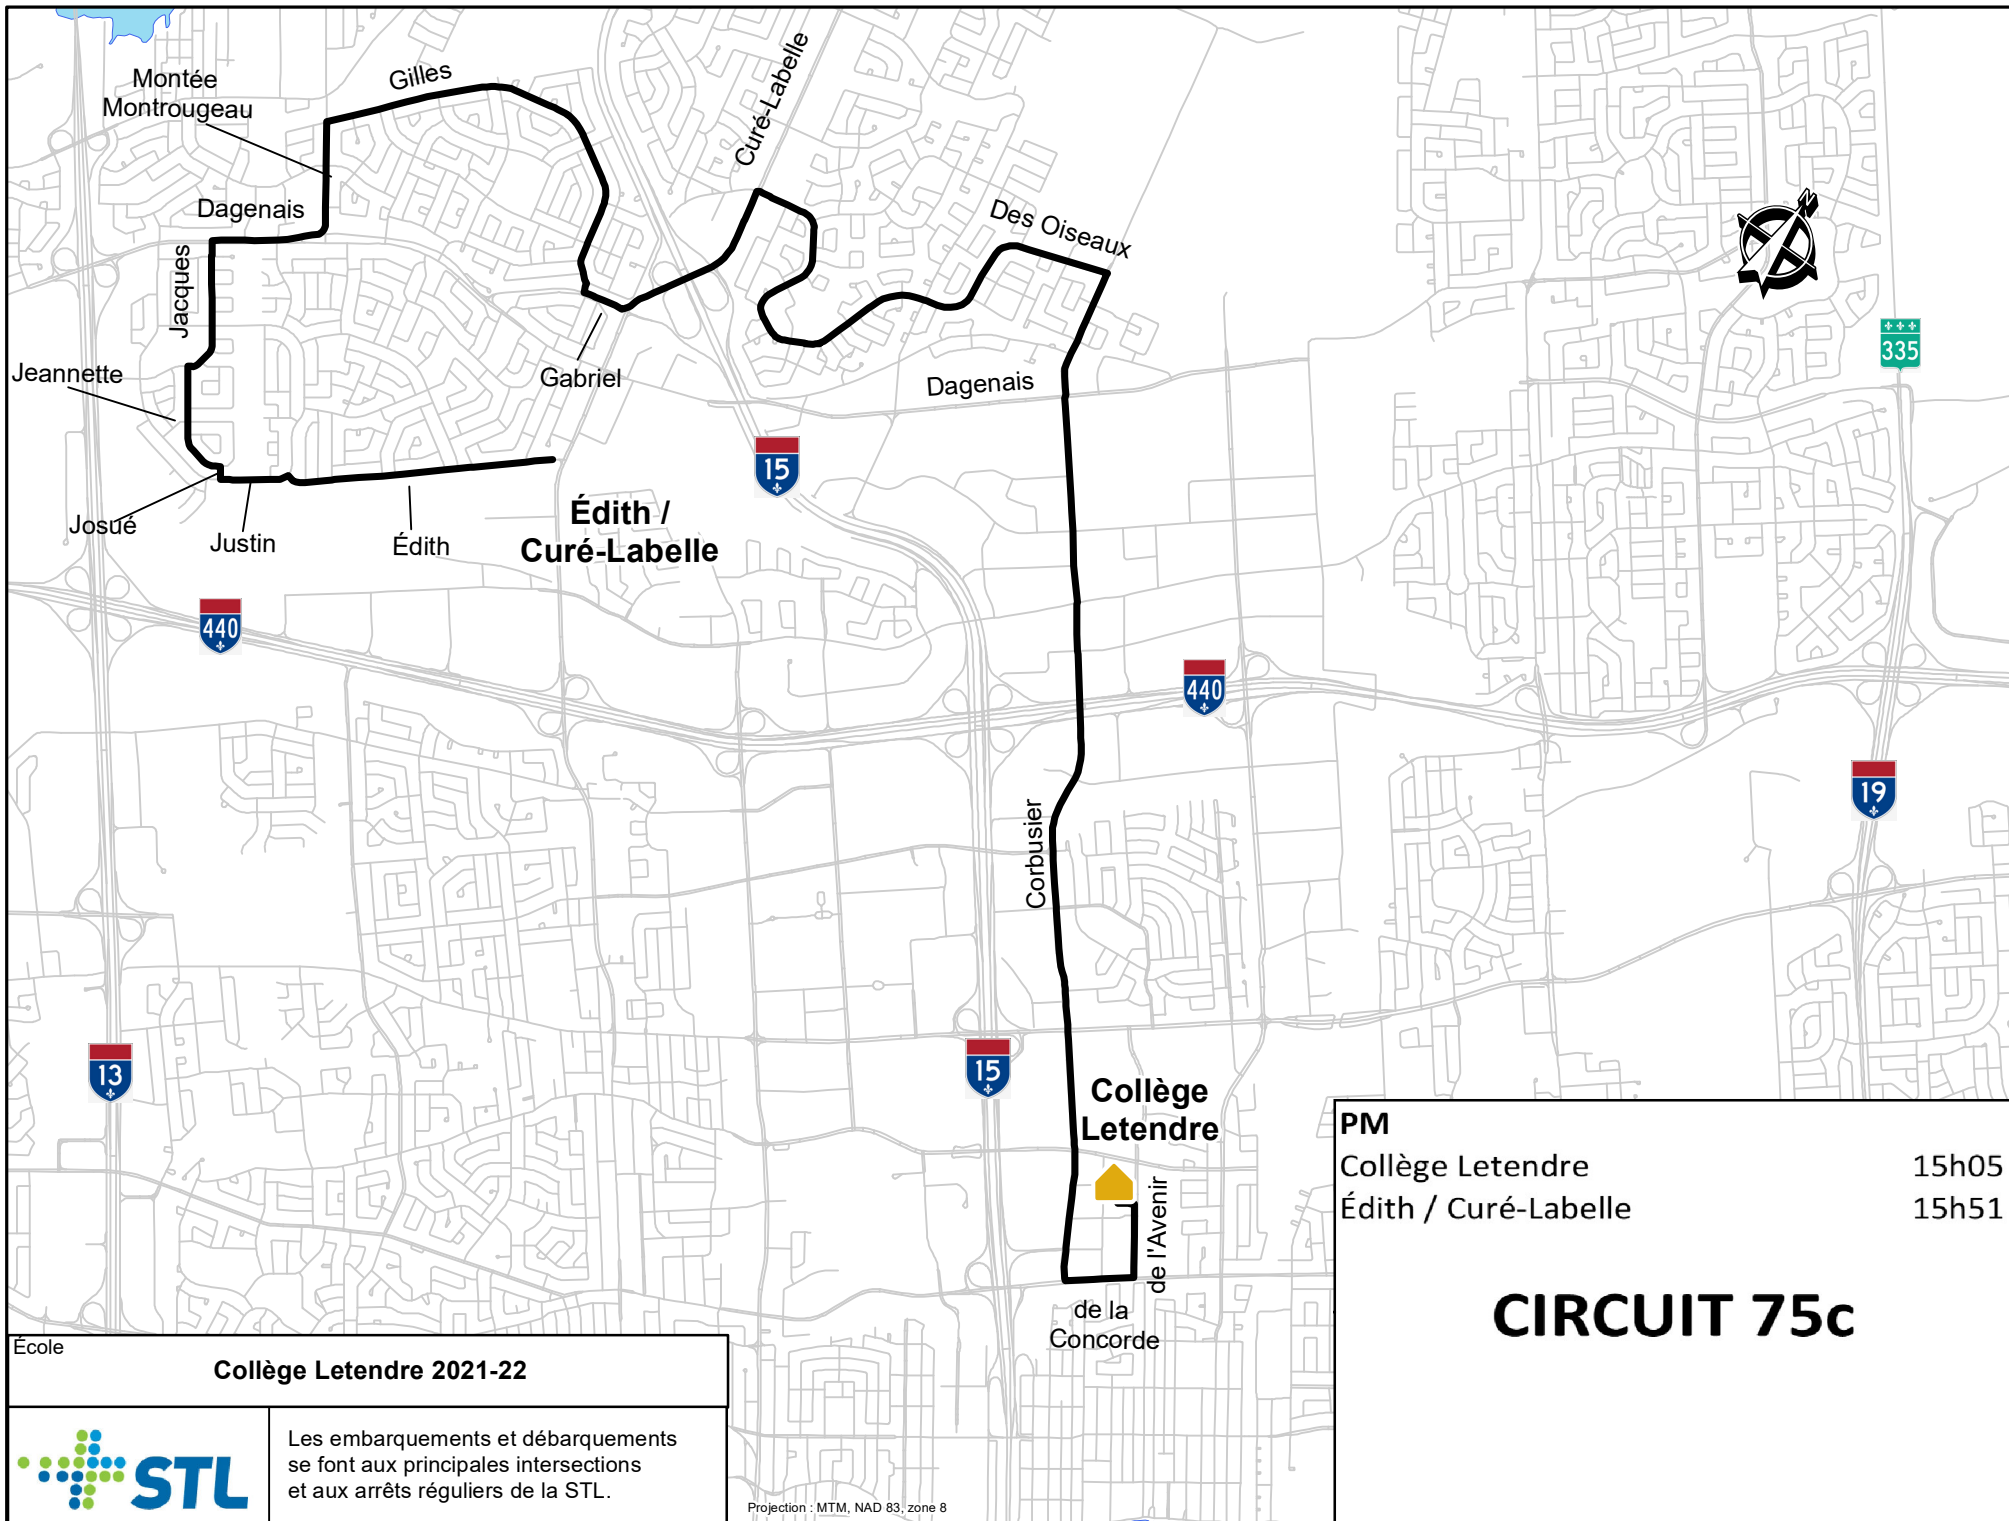 Montée
Montrougeau
Gilles
Curé-Labelle
Dagenais
Des Oiseaux
Jacques
335
Jeannette
Gabriel
Dagenais
15
Josué
Justin
Édith
Édith /
Curé-Labelle
440
440
19
Corbusier
13
15
Collège
Letendre
de l'Avenir
de la
Concorde
N
PM
Collège Letendre 15h05
Édith / Curé-Labelle 15h51
CIRCUIT 75c
École
Collège Letendre 2021-22
STL
Les embarquements et débarquements
se font aux principales intersections
et aux arrêts réguliers de la STL.
Projection : MTM, NAD 83, zone 8